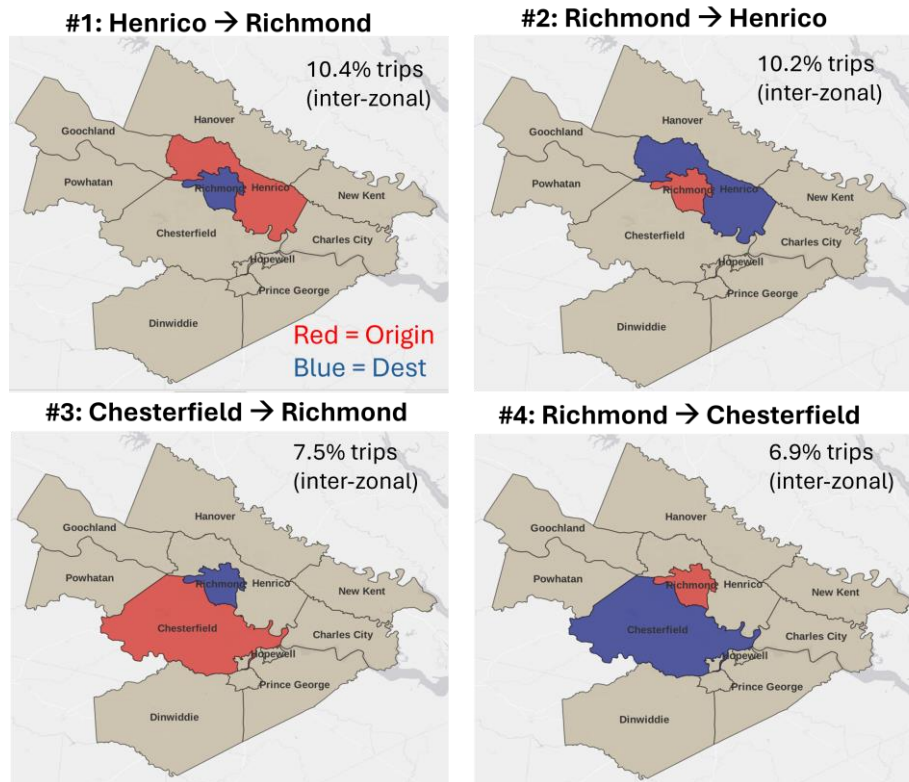 #1: Henrico → Richmond
10.4% trips
(inter-zonal)
Hanover
Goochland
Powhatan
Richmond
Henrico
New Kent
Chesterfield
Charles City
Hopewell
Prince George
Dinwiddie
Red = Origin
Blue = Dest
#2: Richmond → Henrico
10.2% trips
(inter-zonal)
Hanover
Goochland
Powhatan
Richmond
Henrico
New Kent
Chesterfield
Charles City
Hopewell
Prince George
Dinwiddie
#3: Chesterfield → Richmond
7.5% trips
(inter-zonal)
Hanover
Goochland
Powhatan
Richmond
Henrico
New Kent
Chesterfield
Charles City
Hopewell
Prince George
Dinwiddie
#4: Richmond → Chesterfield
6.9% trips
(inter-zonal)
Hanover
Goochland
Powhatan
Richmond
Henrico
New Kent
Chesterfield
Charles City
Hopewell
Prince George
Dinwiddie